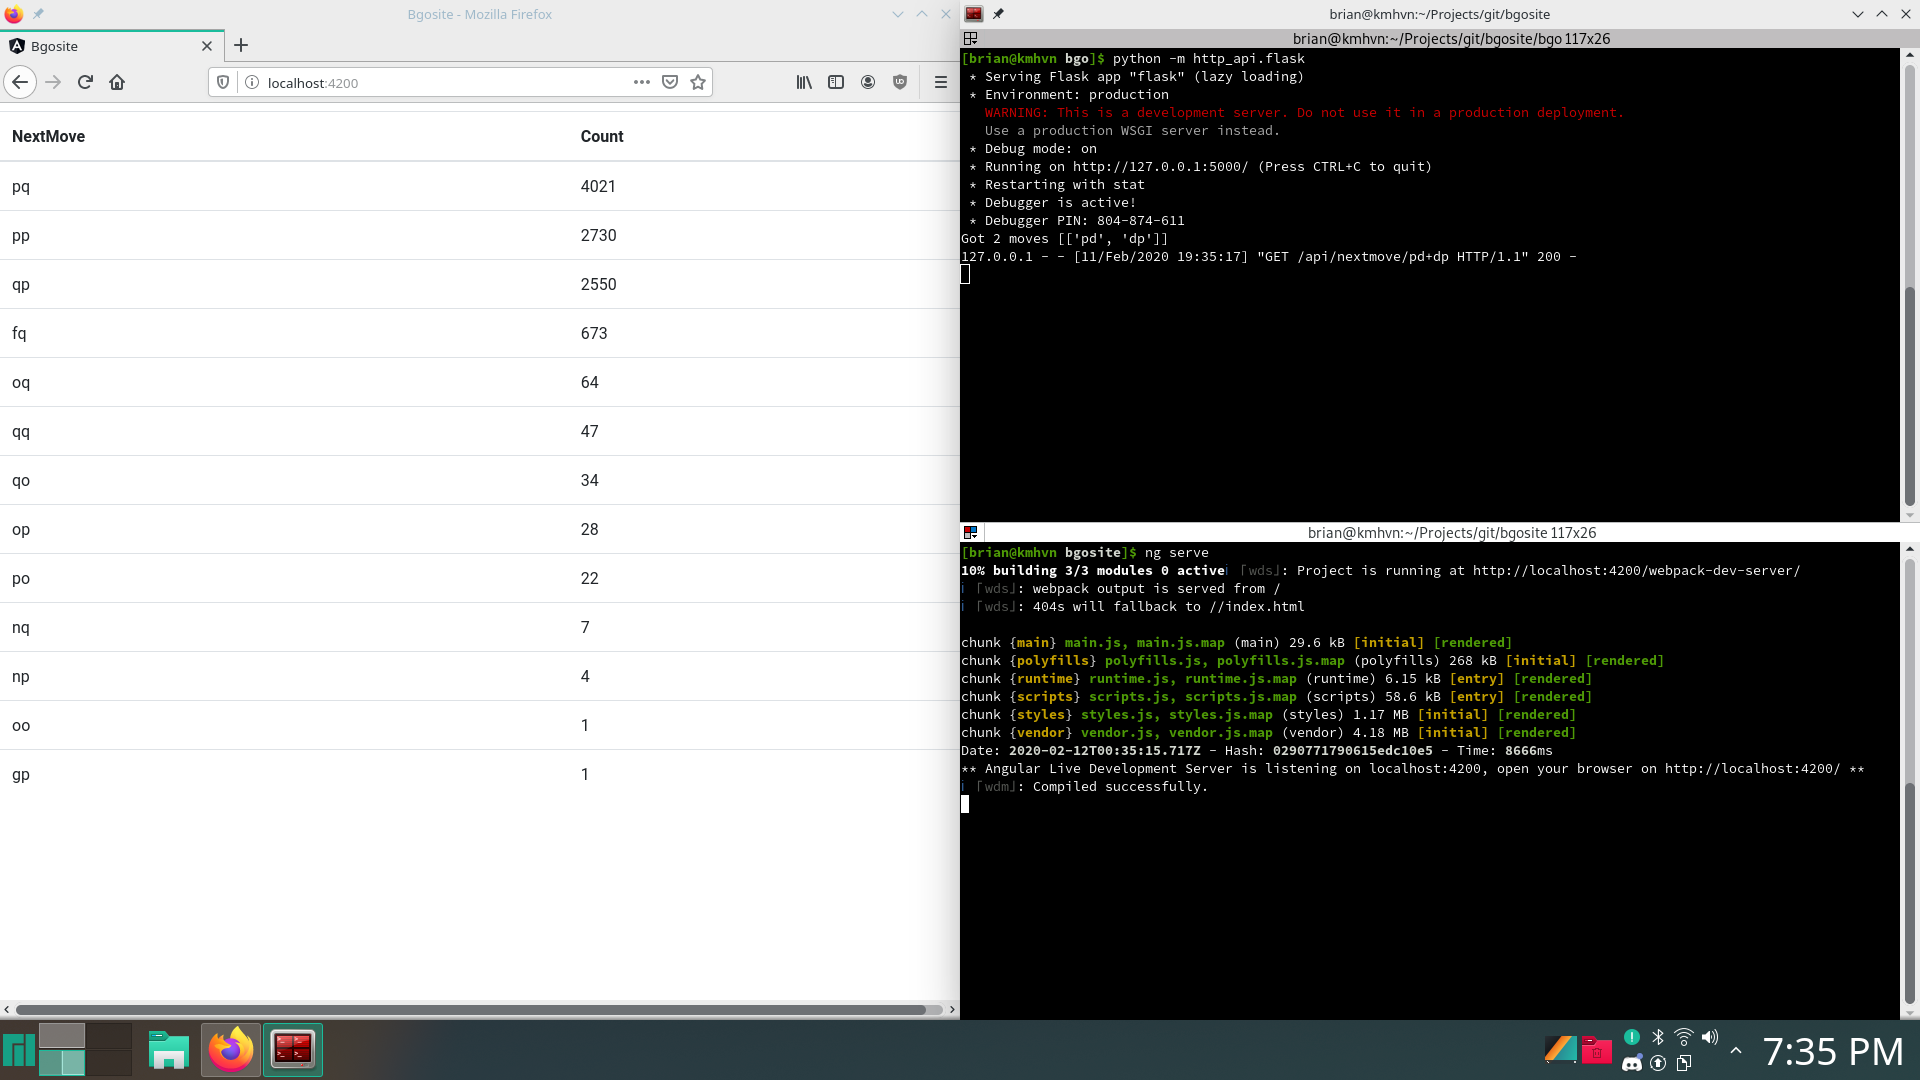 Bgosite - Mozilla Firefox
Bgosite
localhost:4200
NextMove Count
pq 4021
pp 2730
qp 2550
fq 673
oq 64
qq 47
qo 34
op 28
po 22
nq 7
np 4
oo 1
gp 1
brian@kmhvn:~/Projects/git/bgosite
brian@kmhvn:~/Projects/git/bgosite/bgo 117x26
[brian@kmhvn bgo]$ python -m http_api.flask
* Serving Flask app "flask" (lazy loading)
* Environment: production
WARNING: This is a development server. Do not use it in a production deployment.
Use a production WSGI server instead.
* Debug mode: on
* Running on http://127.0.0.1:5000/ (Press CTRL+C to quit)
* Restarting with stat
* Debugger is active!
* Debugger PIN: 804-874-611
Got 2 moves [['pd', 'dp']]
127.0.0.1 - - [11/Feb/2020 19:35:17] "GET /api/nextmove/pd+dp HTTP/1.1" 200 -
brian@kmhvn:~/Projects/git/bgosite 117x26
[brian@kmhvn bgosite]$ ng serve
10% building 3/3 modules 0 activei ｢wds｣: Project is running at http://localhost:4200/webpack-dev-server/
i ｢wds｣: webpack output is served from /
i ｢wds｣: 404s will fallback to //index.html
chunk {main} main.js, main.js.map (main) 29.6 kB [initial] [rendered]
chunk {polyfills} polyfills.js, polyfills.js.map (polyfills) 268 kB [initial] [rendered]
chunk {runtime} runtime.js, runtime.js.map (runtime) 6.15 kB [entry] [rendered]
chunk {scripts} scripts.js, scripts.js.map (scripts) 58.6 kB [entry] [rendered]
chunk {styles} styles.js, styles.js.map (styles) 1.17 MB [initial] [rendered]
chunk {vendor} vendor.js, vendor.js.map (vendor) 4.18 MB [initial] [rendered]
Date: 2020-02-12T00:35:15.717Z - Hash: 0290771790615edc10e5 - Time: 8666ms
** Angular Live Development Server is listening on localhost:4200, open your browser on http://localhost:4200/ **
i ｢wdm｣: Compiled successfully.
7:35 PM